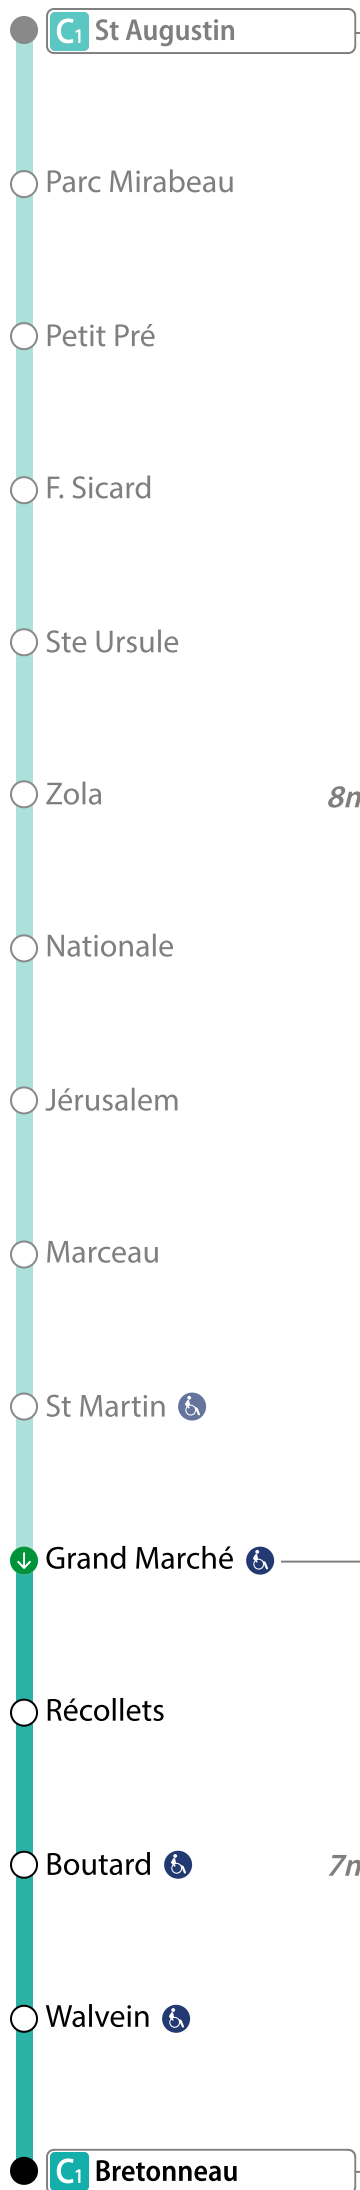 C1 St Augustin
Parc Mirabeau
Petit Pré
F. Sicard
Ste Ursule
Zola
Nationale
Jérusalem
Marceau
St Martin
Grand Marché
Récollets
Boutard
Walvein
C1 Bretonneau